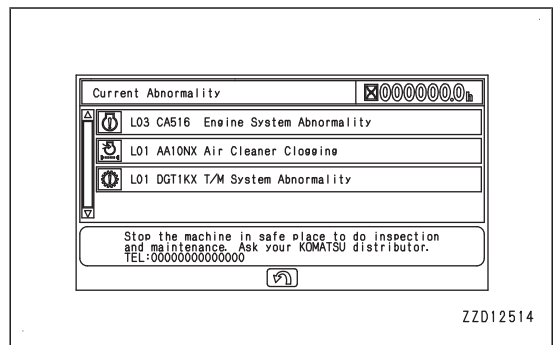 Current Abnormality 000000.0h
L03 CA516 Engine System Abnormality
L01 AA10NX Air Cleaner Clogging
L01 DGT1KX T/M System Abnormality
Stop the machine in safe place to do inspection
and maintenance. Ask your KOMATSU distributor.
TEL:00000000000000
ZZD12514